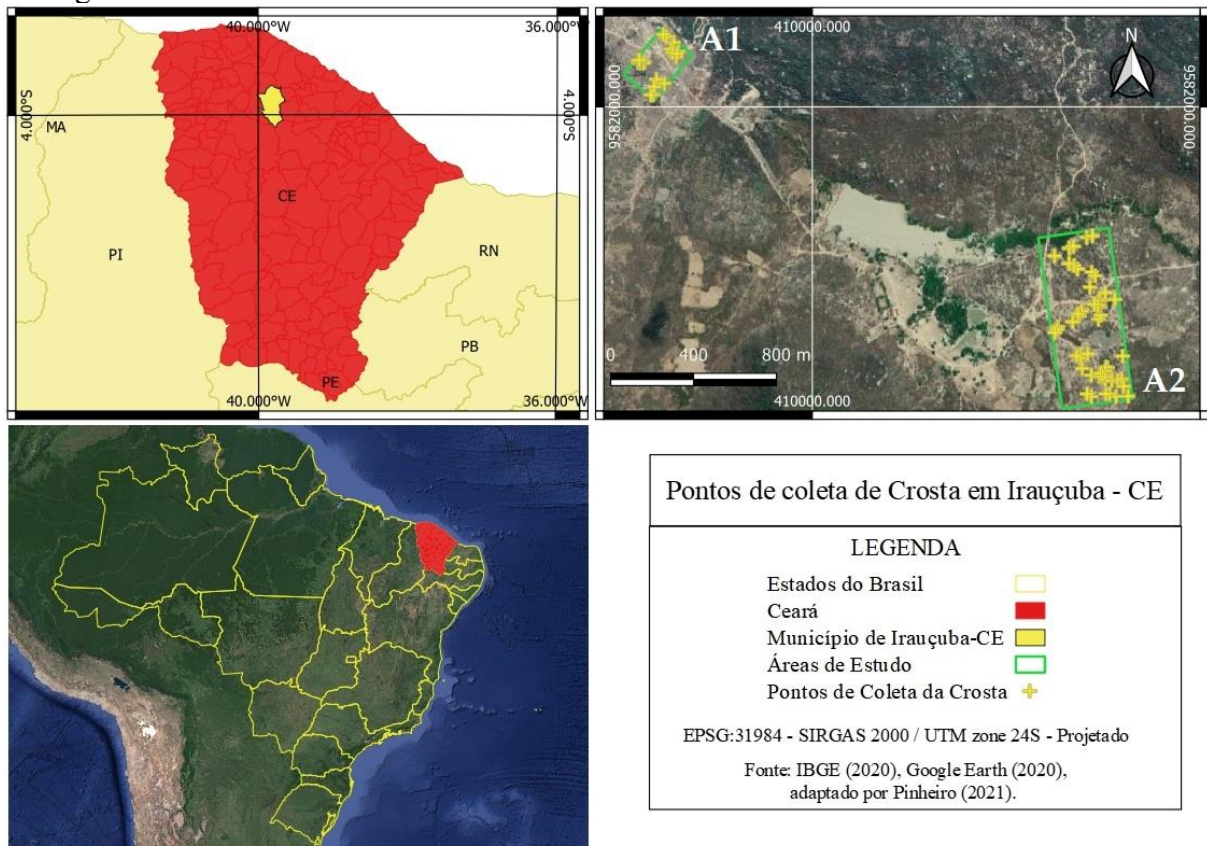 40.000°W
36.000°W
4.000°S
4.000°S
MA
CE
PI
RN
PB
PE
40.000°W
36.000°W
A1
410000.000
N
9582000.000
9582000.000
0 400 800 m
A2
410000.000
Pontos de coleta de Crosta em Irauçuba - CE
LEGENDA
Estados do Brasil
Ceará
Município de Irauçuba-CE
Áreas de Estudo
Pontos de Coleta da Crosta
EPSG:31984 - SIRGAS 2000 / UTM zone 24S - Projetado
Fonte: IBGE (2020), Google Earth (2020),
adaptado por Pinheiro (2021).